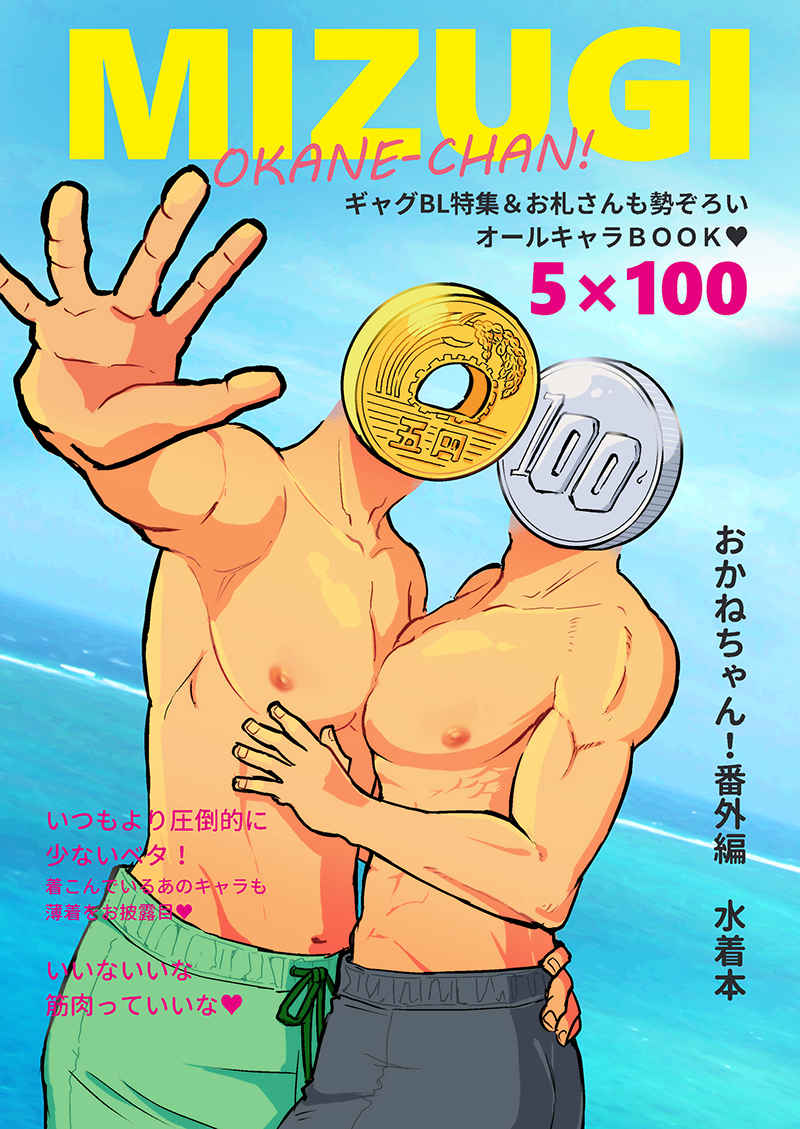 MIZUGI
OKANE-CHAN!
ギャグBL特集＆お札さんも勢ぞろい
オールキャラＢＯＯＫ♥
5×100
五円
100
おかねちゃん！番外編　水着本
いつもより圧倒的に
少ないベタ！
着こんでいるあのキャラも
薄着をお披露目♥
いいないいな
筋肉っていいな♥